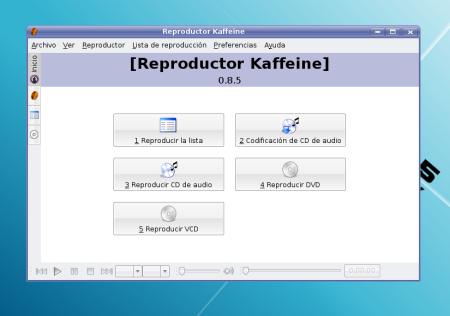 Reproductor Kaffeine
Archivo Ver Reproductor Lista de reproducción Preferencias Ayuda
Inicio
[Reproductor Kaffeine]
0.8.5
1 Reproducir la lista
2 Codificación de CD de audio
3 Reproducir CD de audio
4 Reproducir DVD
5 Reproducir VCD
0:00:00
5